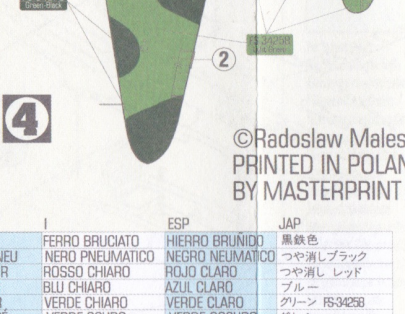 Green Black
FS-34258
2
4
©Radoslaw Males
PRINTED IN POLAN
BY MASTERPRINT
I ESP JAP
FERRO BRUCIATO HIERRO BRUÑIDO 黒鉄色
NEU NERO PNEUMATICO NEGRO NEUMATICO つや消しブラック
R ROSSO CHIARO ROJO CLARO つや消し レッド
BLU CHIARO AZUL CLARO ブルー
VERDE CHIARO VERDE CLARO グリーン FS-34258